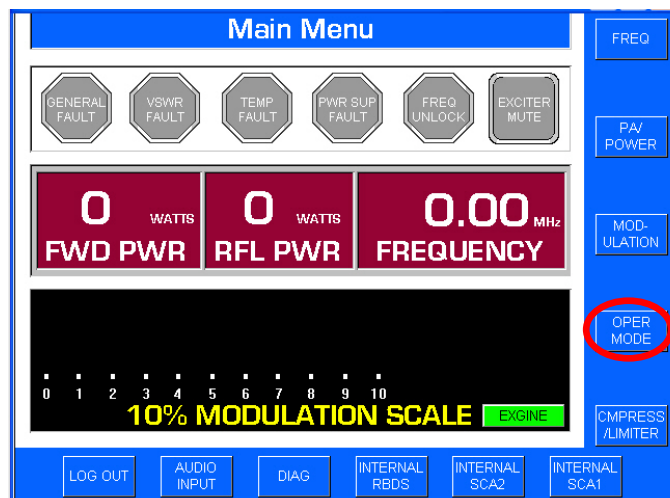 Main Menu
FREQ
GENERAL
FAULT
VSWR
FAULT
TEMP
FAULT
PWR SUP
FAULT
FREQ
UNLOCK
EXCITER
MUTE
PA/
POWER
0 WATTS
FWD PWR
0 WATTS
RFL PWR
0.00 MHz
FREQUENCY
MOD-
ULATION
OPER
MODE
0 1 2 3 4 5 6 7 8 9 10
10% MODULATION SCALE
EXGINE
CMPRESS
/LIMITER
LOG OUT
AUDIO
INPUT
DIAG
INTERNAL
RBDS
INTERNAL
SCA2
INTERNAL
SCA1